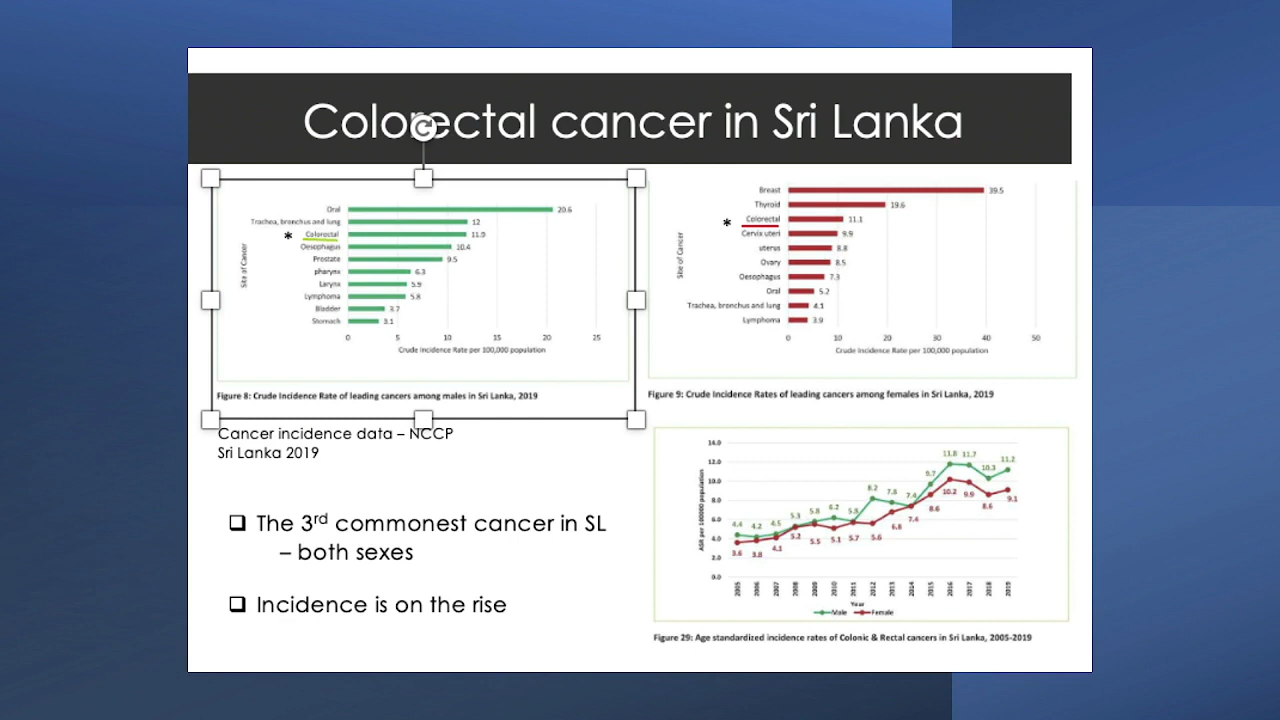 Colorectal cancer in Sri Lanka
Oral 20.6
Trachea, bronchus and lung 12
* Colorectal 11.9
Oesophagus 10.4
Prostate 9.5
pharynx 6.3
Larynx 5.9
Lymphoma 5.8
Bladder 3.7
Stomach 3.1
Site of Cancer
0 5 10 15 20 25
Crude Incidence Rate per 100,000 population
Figure 8: Crude Incidence Rate of leading cancers among males in Sri Lanka, 2019
Breast 39.5
Thyroid 19.6
* Colorectal 11.1
Cervix uteri 9.9
uterus 8.8
Ovary 8.5
Oesophagus 7.3
Oral 5.2
Trachea, bronchus and lung 4.1
Lymphoma 3.9
Site of Cancer
0 10 20 30 40 50
Crude Incidence Rate per 100,000 population
Figure 9: Crude Incidence Rates of leading cancers among females in Sri Lanka, 2019
Cancer incidence data – NCCP
Sri Lanka 2019
The 3rd commonest cancer in SL
– both sexes
Incidence is on the rise
14.0
12.0
10.0
8.0
6.0
4.0
2.0
0.0
ASR per 100000 population
4.4 4.2 4.5 5.3 5.8 6.2 5.8 8.2 7.8 7.4 9.7 11.8 11.7 10.3 11.2
3.6 3.8 4.1 5.2 5.5 5.1 5.7 5.6 6.8 7.4 8.6 10.2 9.9 8.6 9.1
2005 2006 2007 2008 2009 2010 2011 2012 2013 2014 2015 2016 2017 2018 2019
Year
Male Female
Figure 29: Age standardized incidence rates of Colonic & Rectal cancers in Sri Lanka, 2005-2019